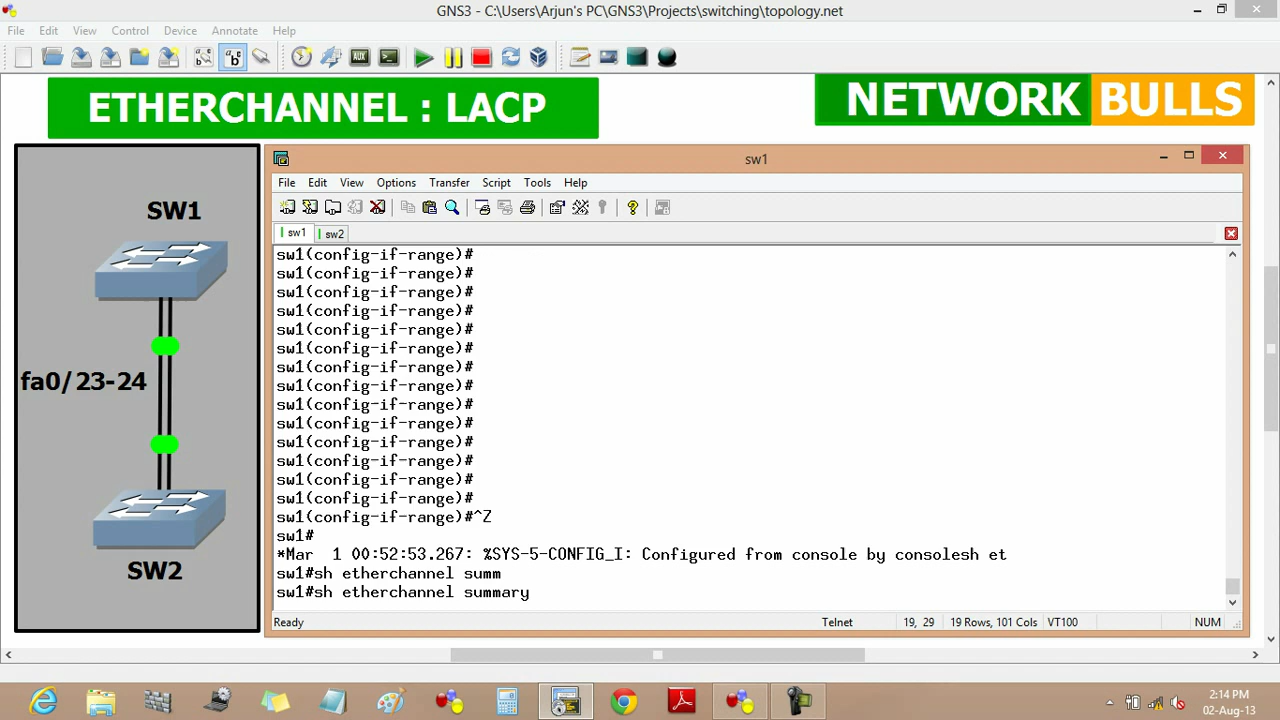 GNS3 - C:\Users\Arjun's PC\GNS3\Projects\switching\topology.net
File Edit View Control Device Annotate Help
ETHERCHANNEL : LACP
NETWORK BULLS
SW1
fa0/23-24
SW2
sw1
File Edit View Options Transfer Script Tools Help
sw1 sw2
sw1(config-if-range)#
sw1(config-if-range)#
sw1(config-if-range)#
sw1(config-if-range)#
sw1(config-if-range)#
sw1(config-if-range)#
sw1(config-if-range)#
sw1(config-if-range)#
sw1(config-if-range)#
sw1(config-if-range)#
sw1(config-if-range)#
sw1(config-if-range)#
sw1(config-if-range)#
sw1(config-if-range)#
sw1(config-if-range)#^Z
sw1#
*Mar  1 00:52:53.267: %SYS-5-CONFIG_I: Configured from console by consolesh et
sw1#sh etherchannel summ
sw1#sh etherchannel summary
Ready Telnet 19, 29 19 Rows, 101 Cols VT100 NUM
2:14 PM
02-Aug-13